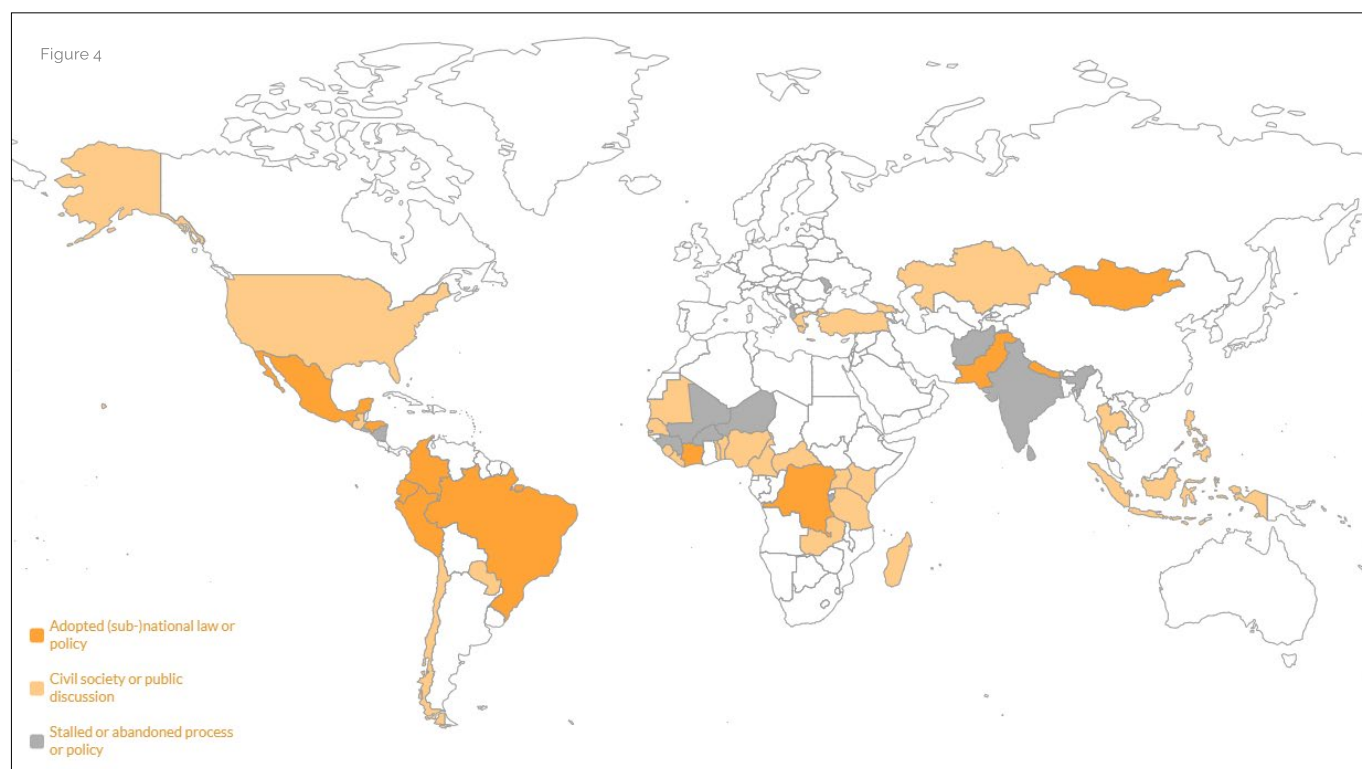 Figure 4
Adopted (sub-)national law or
policy
Civil society or public
discussion
Stalled or abandoned process
or policy